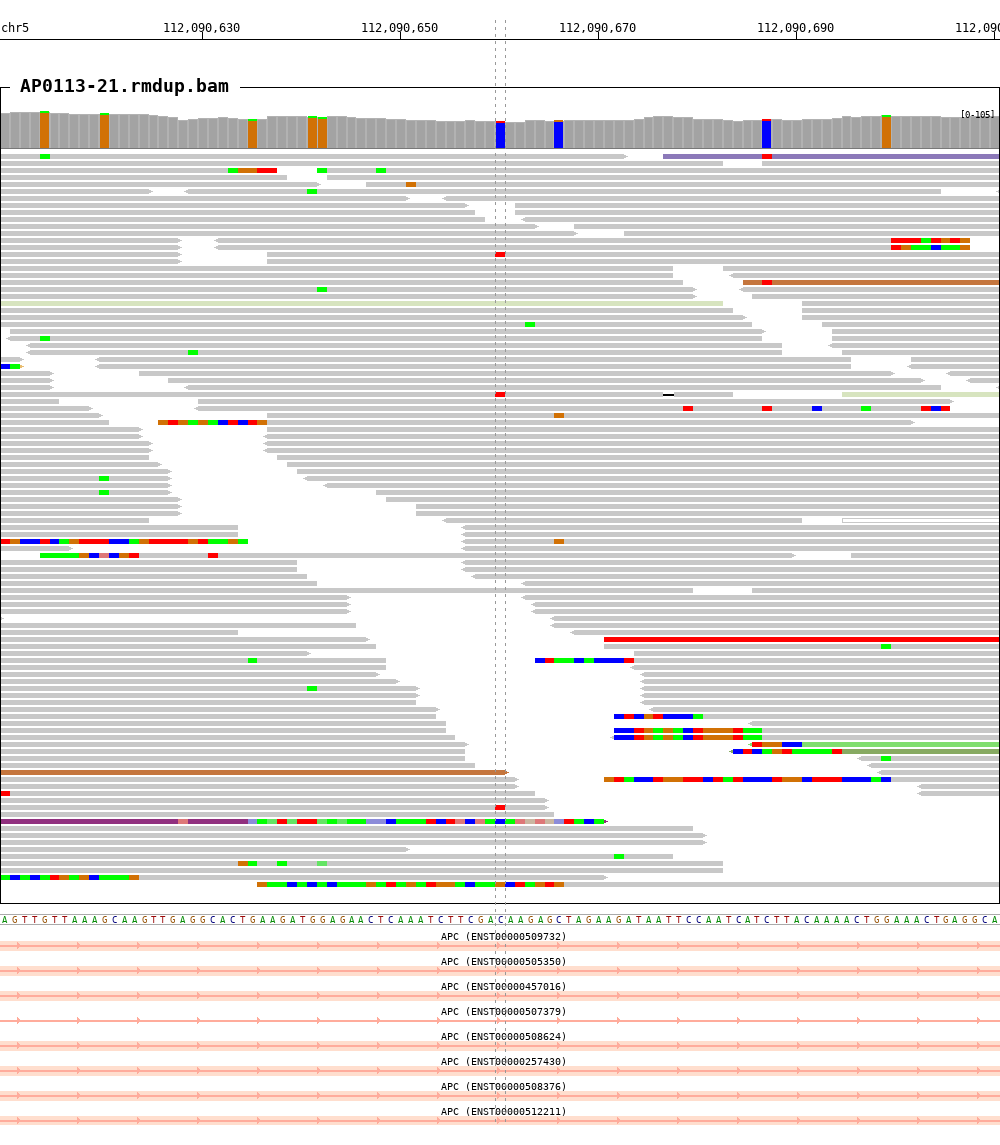 chr5
112,090,630 112,090,650 112,090,670 112,090,690 112,090
AP0113-21.rmdup.bam
[0-105]
A G T T G T T A A A G C A A G T T G A G G C A C T G A A G A T G G A G A A C T C A A A T C T T C G A C A A G A G C T A G A A G A T A A T T C C A A T C A T C T T A C A A A A C T G G A A A C T G A G G C A
APC (ENST00000509732)
APC (ENST00000505350)
APC (ENST00000457016)
APC (ENST00000507379)
APC (ENST00000508624)
APC (ENST00000257430)
APC (ENST00000508376)
APC (ENST00000512211)